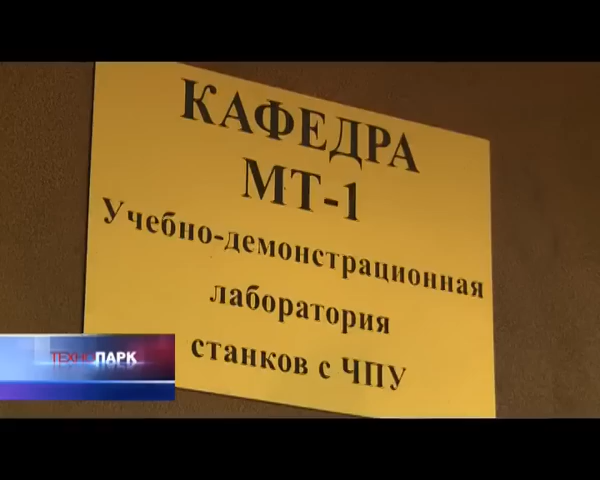 КАФЕДРА
МТ-1
Учебно-демонстрационная
лаборатория
станков с ЧПУ
ТЕХНОПАРК